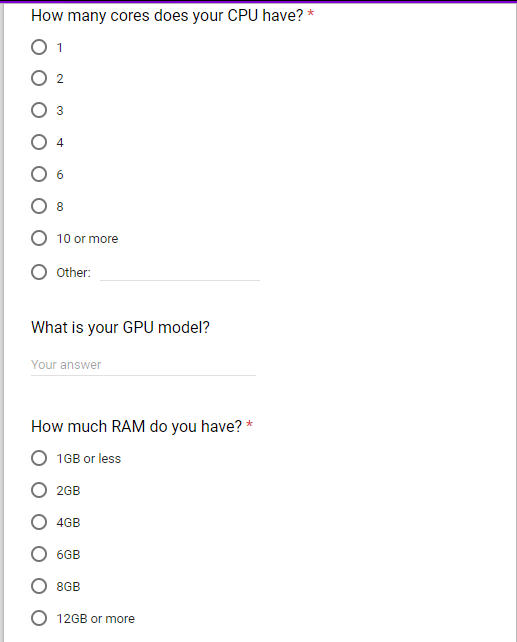 How many cores does your CPU have? *
1
2
3
4
6
8
10 or more
Other:
What is your GPU model?
Your answer
How much RAM do you have? *
1GB or less
2GB
4GB
6GB
8GB
12GB or more